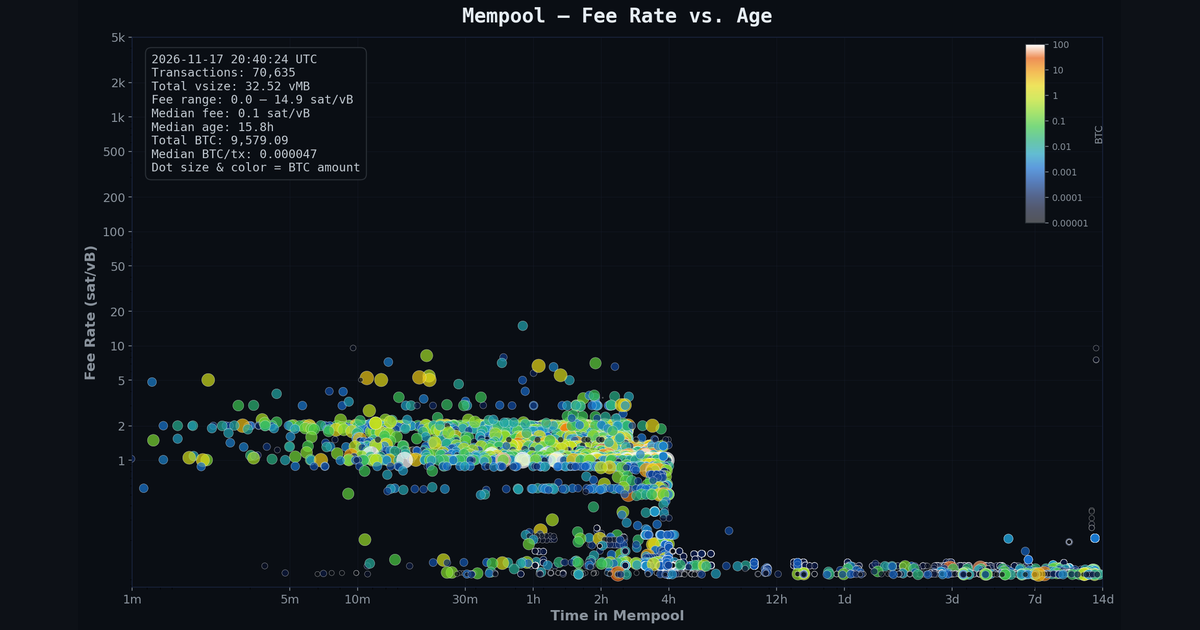 Mempool — Fee Rate vs. Age
2026-11-17 20:40:24 UTC
Transactions: 70,635
Total vsize: 32.52 vMB
Fee range: 0.0 — 14.9 sat/vB
Median fee: 0.1 sat/vB
Median age: 15.8h
Total BTC: 9,579.09
Median BTC/tx: 0.000047
Dot size & color = BTC amount
100
10
1
0.1
0.01
0.001
0.0001
0.00001
BTC
Fee Rate (sat/vB)
5k
2k
1k
500
200
100
50
20
10
5
2
1
1m
5m
10m
30m
1h
2h
4h
12h
1d
3d
7d
14d
Time in Mempool